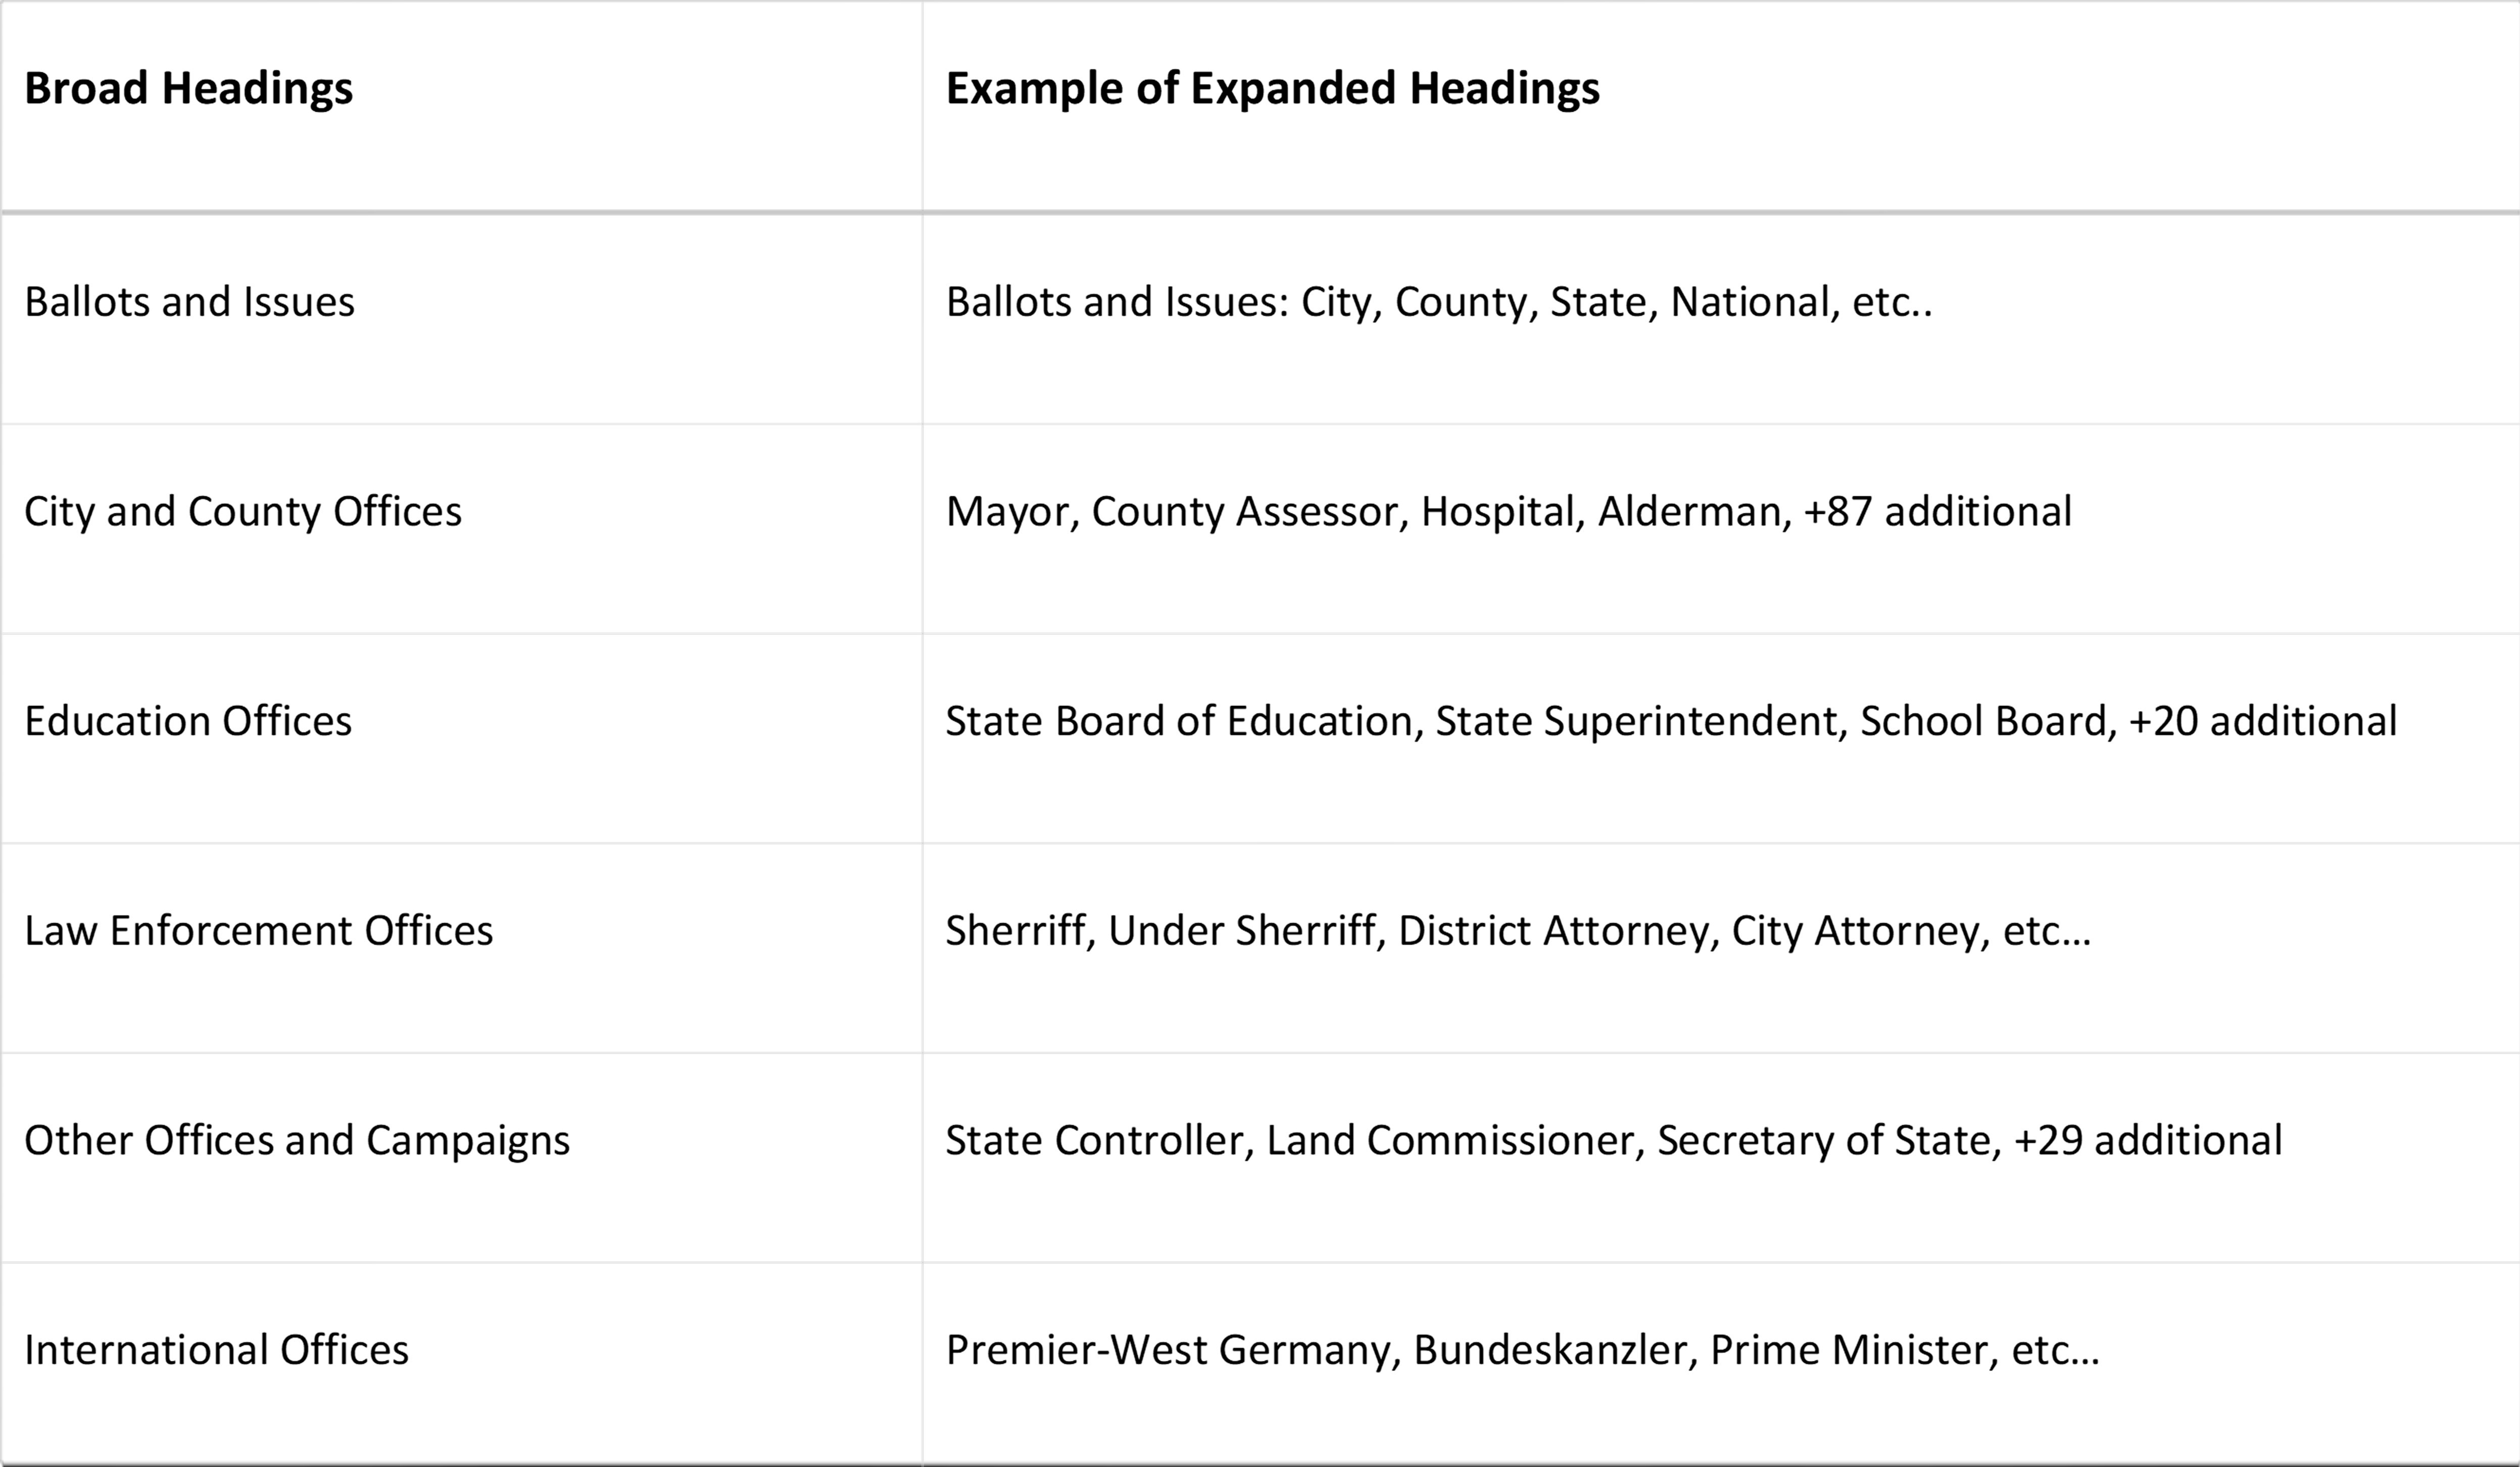 Broad Headings
Example of Expanded Headings
Ballots and Issues
Ballots and Issues: City, County, State, National, etc..
City and County Offices
Mayor, County Assessor, Hospital, Alderman, +87 additional
Education Offices
State Board of Education, State Superintendent, School Board, +20 additional
Law Enforcement Offices
Sherriff, Under Sherriff, District Attorney, City Attorney, etc...
Other Offices and Campaigns
State Controller, Land Commissioner, Secretary of State, +29 additional
International Offices
Premier-West Germany, Bundeskanzler, Prime Minister, etc...